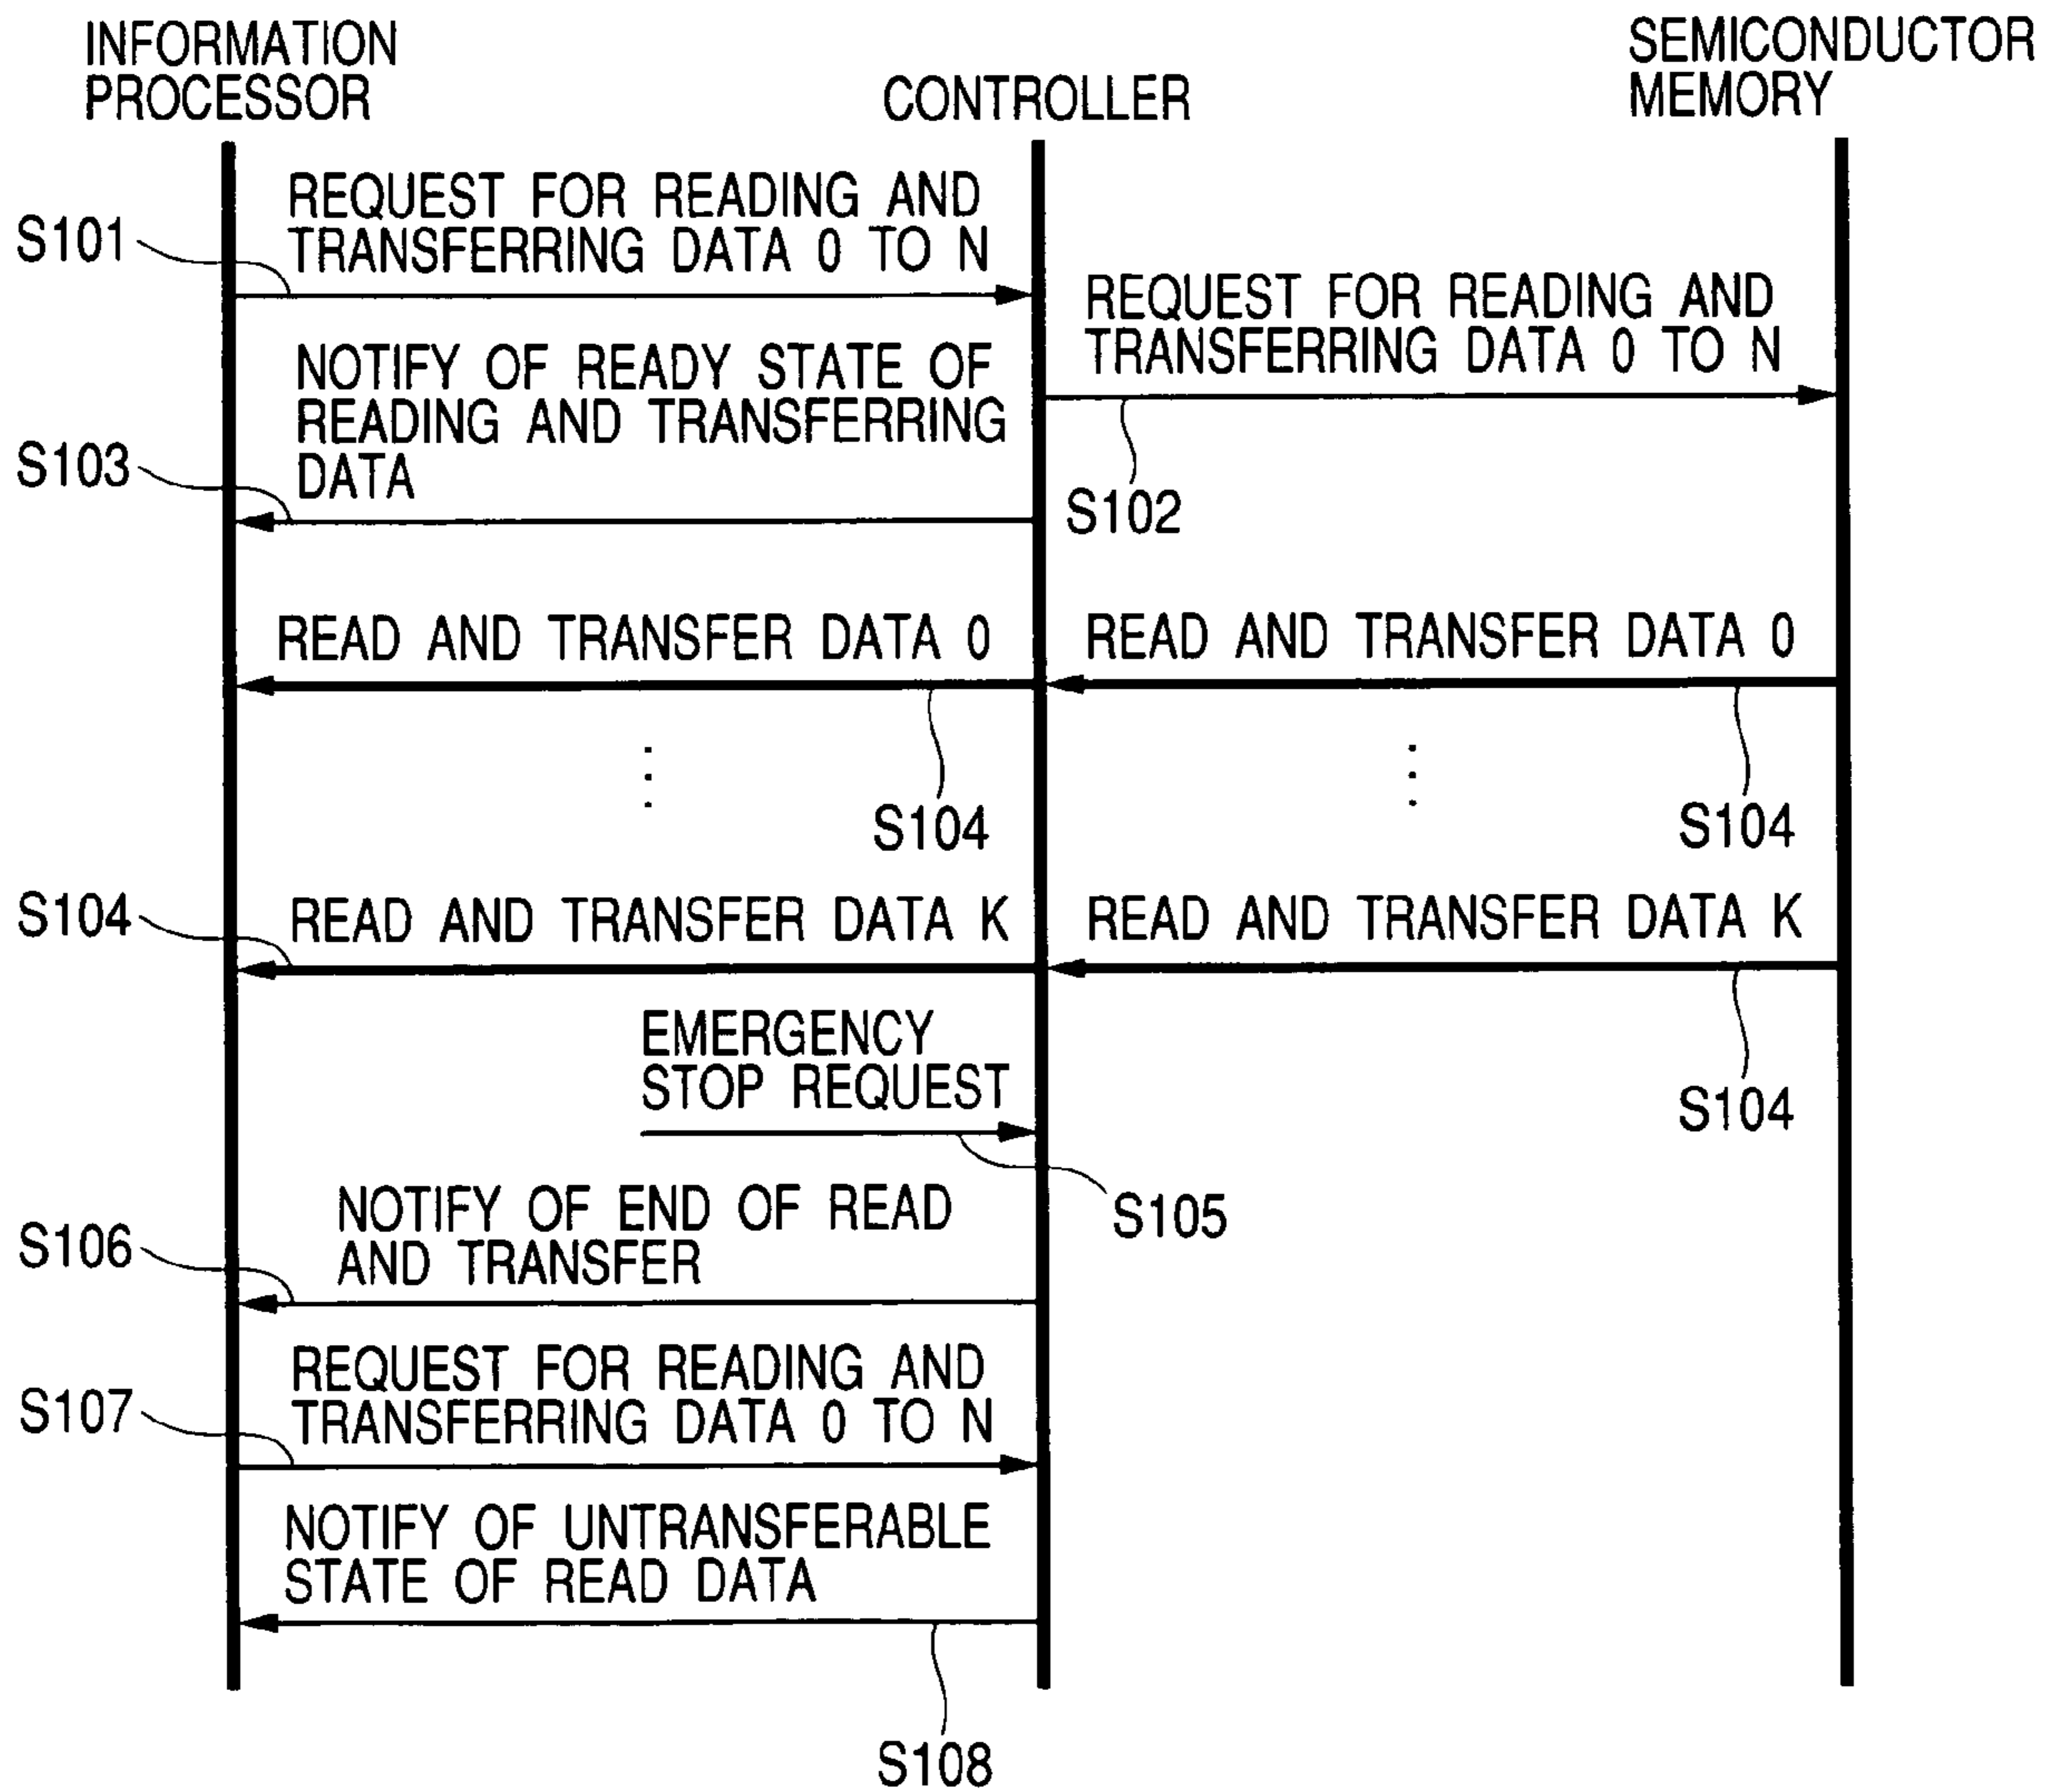 INFORMATION
PROCESSOR
CONTROLLER
SEMICONDUCTOR
MEMORY
S101
REQUEST FOR READING AND
TRANSFERRING DATA 0 TO N
REQUEST FOR READING AND
TRANSFERRING DATA 0 TO N
S102
NOTIFY OF READY STATE OF
READING AND TRANSFERRING
DATA
S103
READ AND TRANSFER DATA 0
READ AND TRANSFER DATA 0
⋮
⋮
S104
S104
S104
READ AND TRANSFER DATA K
READ AND TRANSFER DATA K
S104
EMERGENCY
STOP REQUEST
S105
NOTIFY OF END OF READ
AND TRANSFER
S106
REQUEST FOR READING AND
TRANSFERRING DATA 0 TO N
S107
NOTIFY OF UNTRANSFERABLE
STATE OF READ DATA
S108